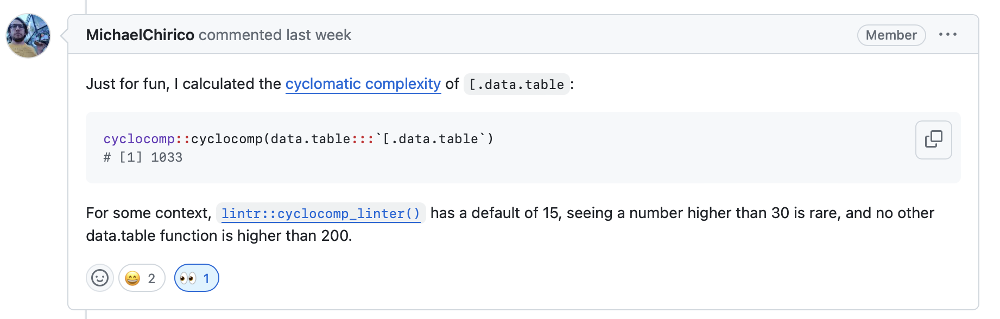 MichaelChirico commented last week
Member
Just for fun, I calculated the cyclomatic complexity of [.data.table:
cyclocomp::cyclocomp(data.table:::`[.data.table`)
# [1] 1033
For some context, lintr::cyclocomp_linter() has a default of 15, seeing a number higher than 30 is rare, and no other
data.table function is higher than 200.
2
1